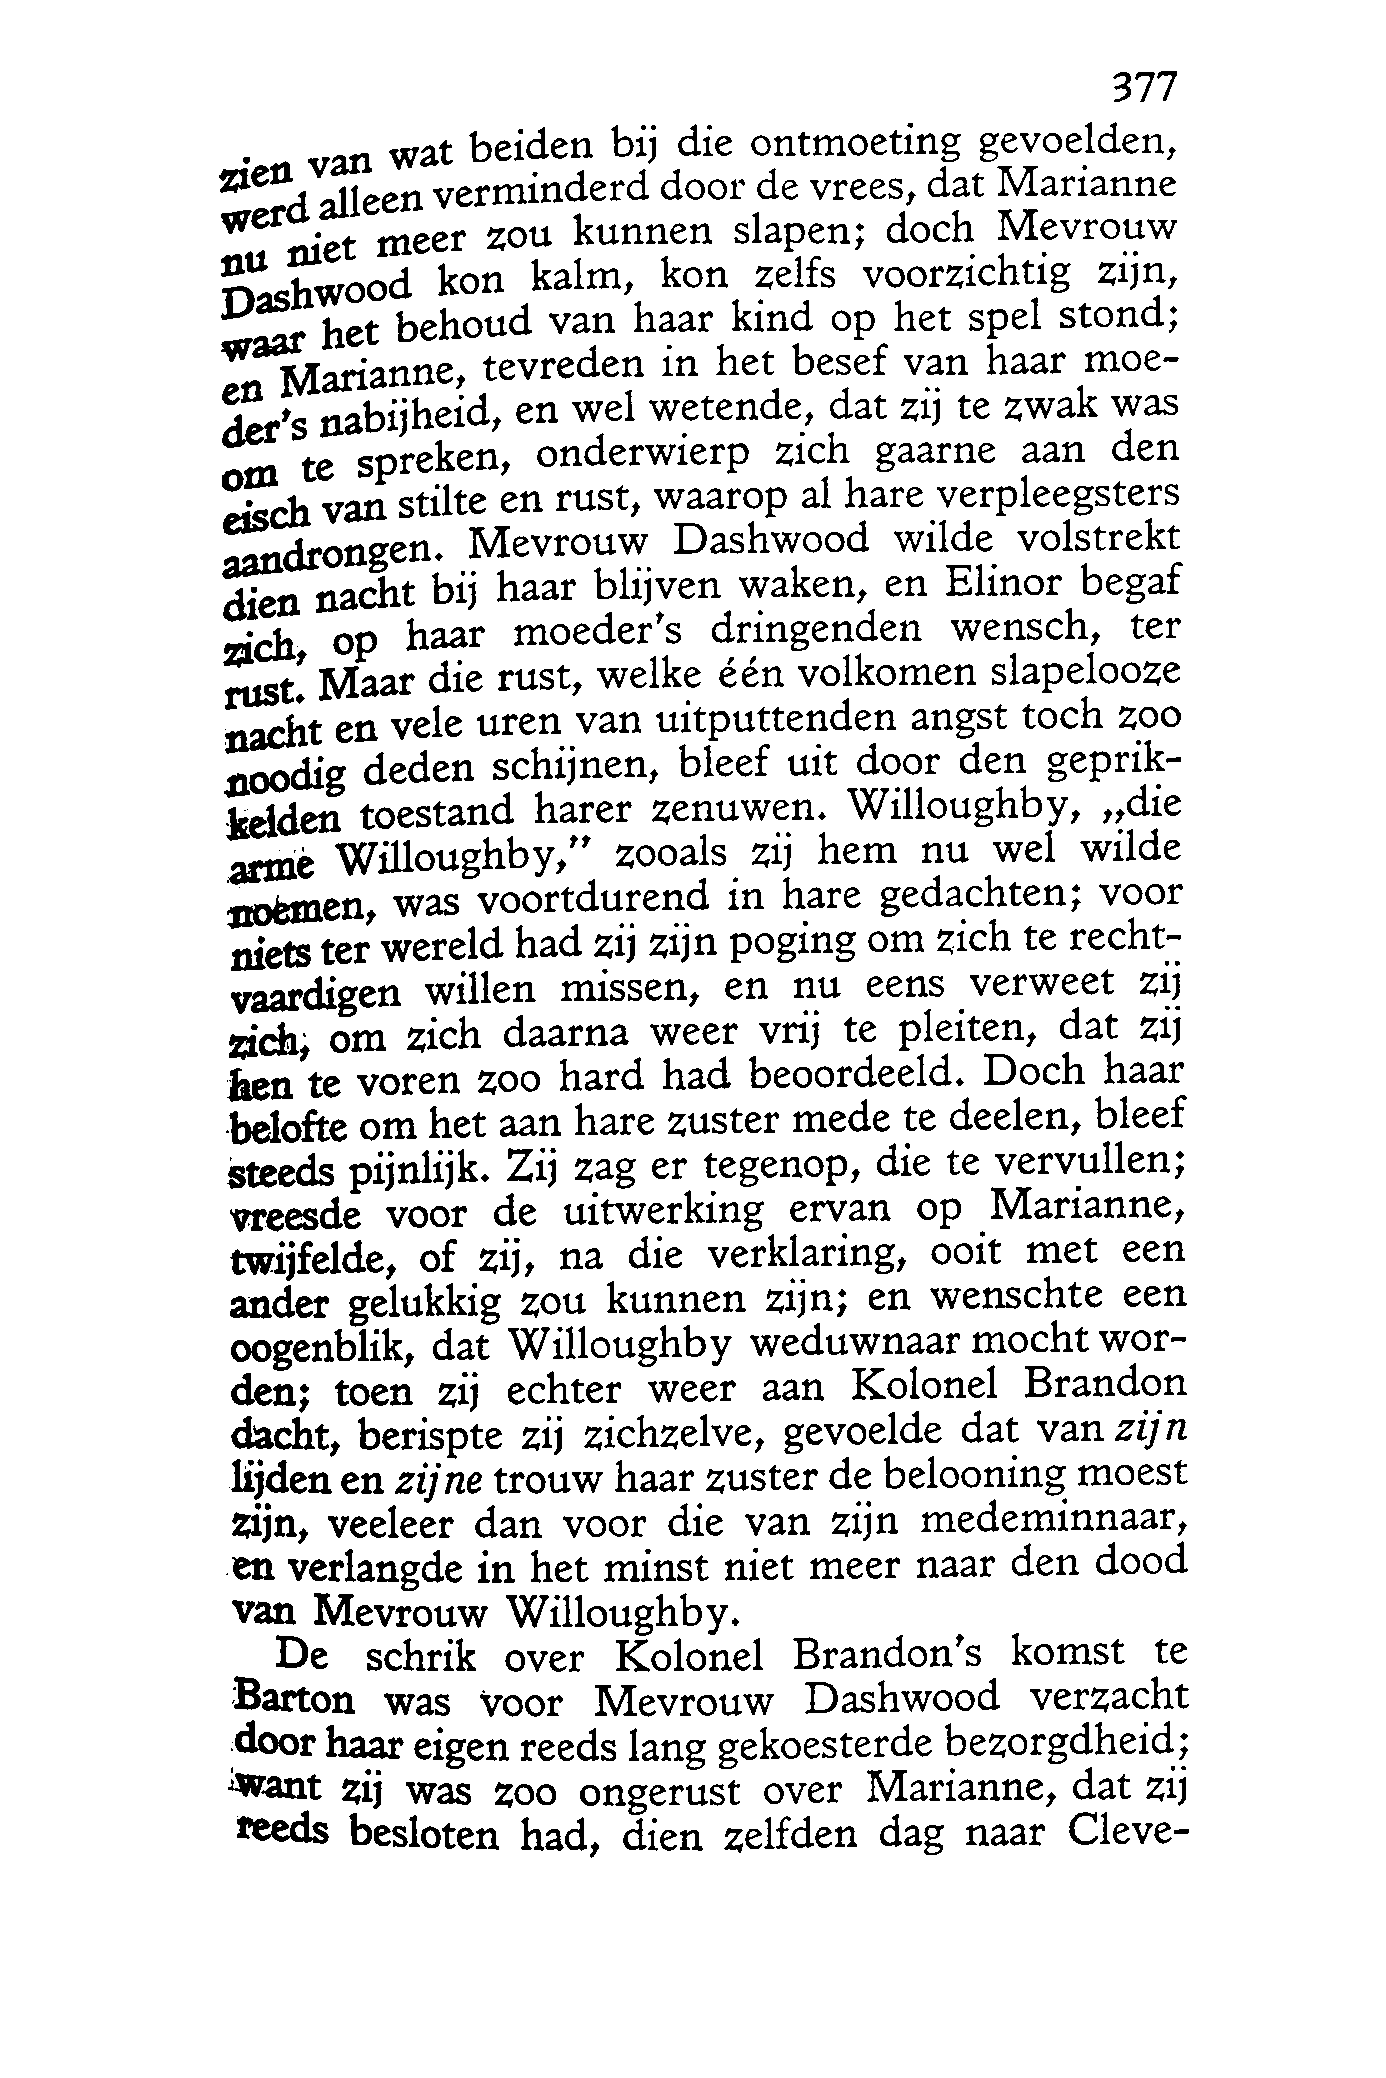 377
zien van wat beiden bij die ontmoeting gevoelden,
werd alleen verminderd door de vrees, dat Marianne
nu niet meer zou kunnen slapen; doch Mevrouw
Dashwood kon kalm, kon zelfs voorzichtig zijn,
waar het behoud van haar kind op het spel stond;
en Marianne, tevreden in het besef van haar moe-
der's nabijheid, en wel wetende, dat zij te zwak was
om te spreken, onderwierp zich gaarne aan den
eisch van stilte en rust, waarop al hare verpleegsters
aandrongen. Mevrouw Dashwood wilde volstrekt
dien nacht bij haar blijven waken, en Elinor begaf
zich, op haar moeder's dringenden wensch, ter
rust. Maar die rust, welke één volkomen slapelooze
nacht en vele uren van uitputtenden angst toch zoo
noodig deden schijnen, bleef uit door den geprik-
kelden toestand harer zenuwen. Willoughby, „die
arme Willoughby,” zooals zij hem nu wel wilde
noemen, was voortdurend in hare gedachten; voor
niets ter wereld had zij zijn poging om zich te recht-
vaardigen willen missen, en nu eens verweet zij
zich, om zich daarna weer vrij te pleiten, dat zij
hen te voren zoo hard had beoordeeld. Doch haar
belofte om het aan hare zuster mede te deelen, bleef
steeds pijnlijk. Zij zag er tegenop, die te vervullen;
vreesde voor de uitwerking ervan op Marianne,
twijfelde, of zij, na die verklaring, ooit met een
ander gelukkig zou kunnen zijn; en wenschte een
oogenblik, dat Willoughby weduwnaar mocht wor-
den; toen zij echter weer aan Kolonel Brandon
dacht, berispte zij zichzelve, gevoelde dat van zijn
lijden en zijne trouw haar zuster de belooning moest
zijn, veeleer dan voor die van zijn medeminnaar,
en verlangde in het minst niet meer naar den dood
van Mevrouw Willoughby.
De schrik over Kolonel Brandon's komst te
Barton was voor Mevrouw Dashwood verzacht
door haar eigen reeds lang gekoesterde bezorgdheid;
want zij was zoo ongerust over Marianne, dat zij
reeds besloten had, dien zelfden dag naar Cleve-